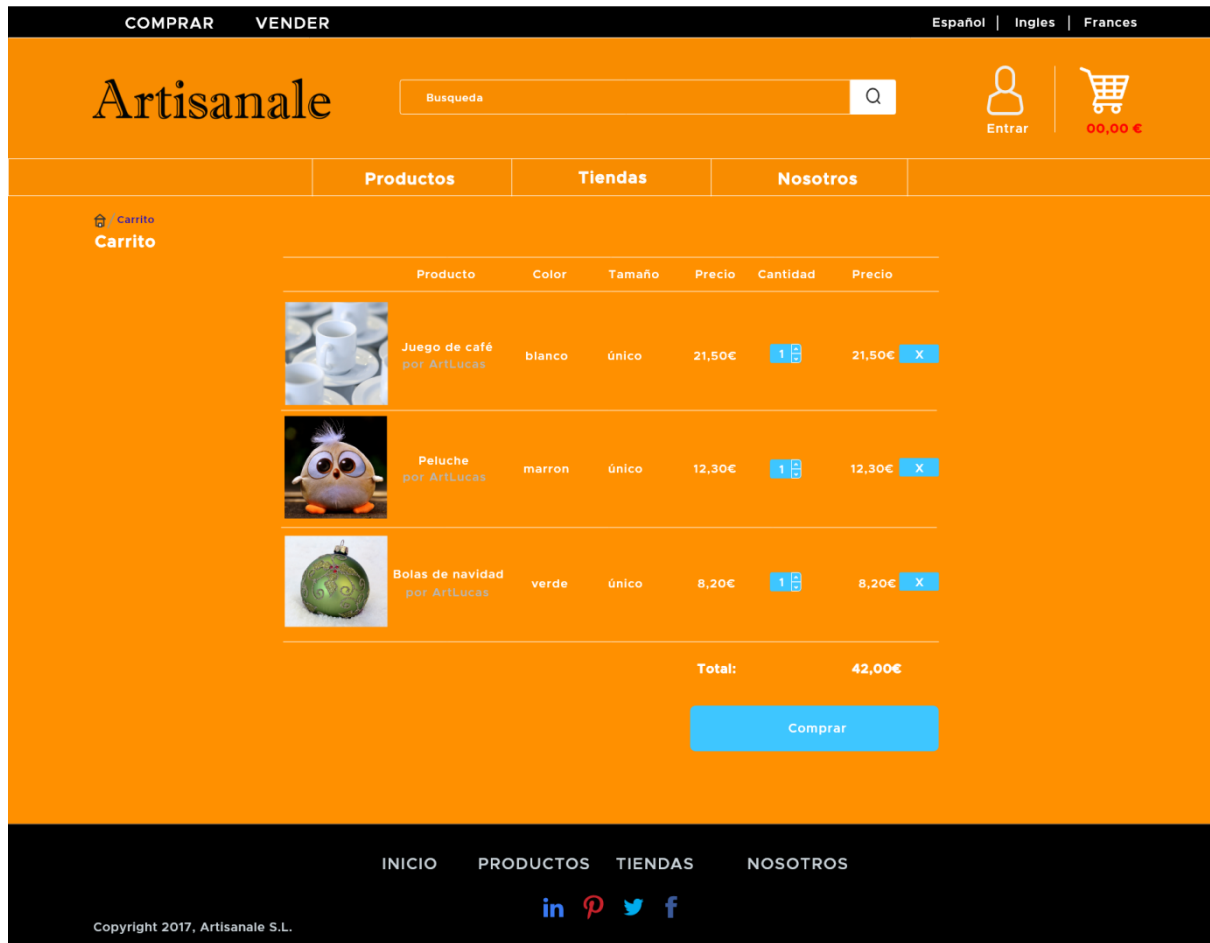 COMPRAR VENDER Español | Ingles | Frances
Artisanale Busqueda
Entrar 00,00 €
Productos Tiendas Nosotros
/ Carrito
Carrito
Producto Color Tamaño Precio Cantidad Precio
Juego de café
por ArtLucas
blanco único 21,50€ 1 21,50€ X
Peluche
por ArtLucas
marron único 12,30€ 1 12,30€ X
Bolas de navidad
por ArtLucas
verde único 8,20€ 1 8,20€ X
Total: 42,00€
Comprar
INICIO PRODUCTOS TIENDAS NOSOTROS
Copyright 2017, Artisanale S.L.